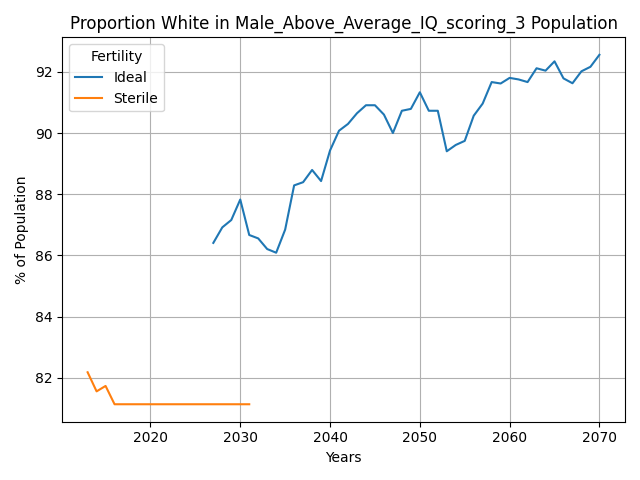 Proportion White in Male_Above_Average_IQ_scoring_3 Population
Fertility
Ideal
Sterile
% of Population
92
90
88
86
84
82
2020 2030 2040 2050 2060 2070
Years